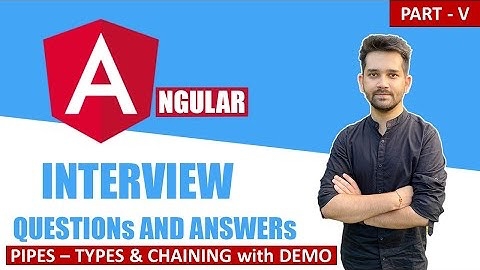 PART - V
A NGULAR
INTERVIEW
QUESTIONs AND ANSWERs
PIPES – TYPES & CHAINING with DEMO